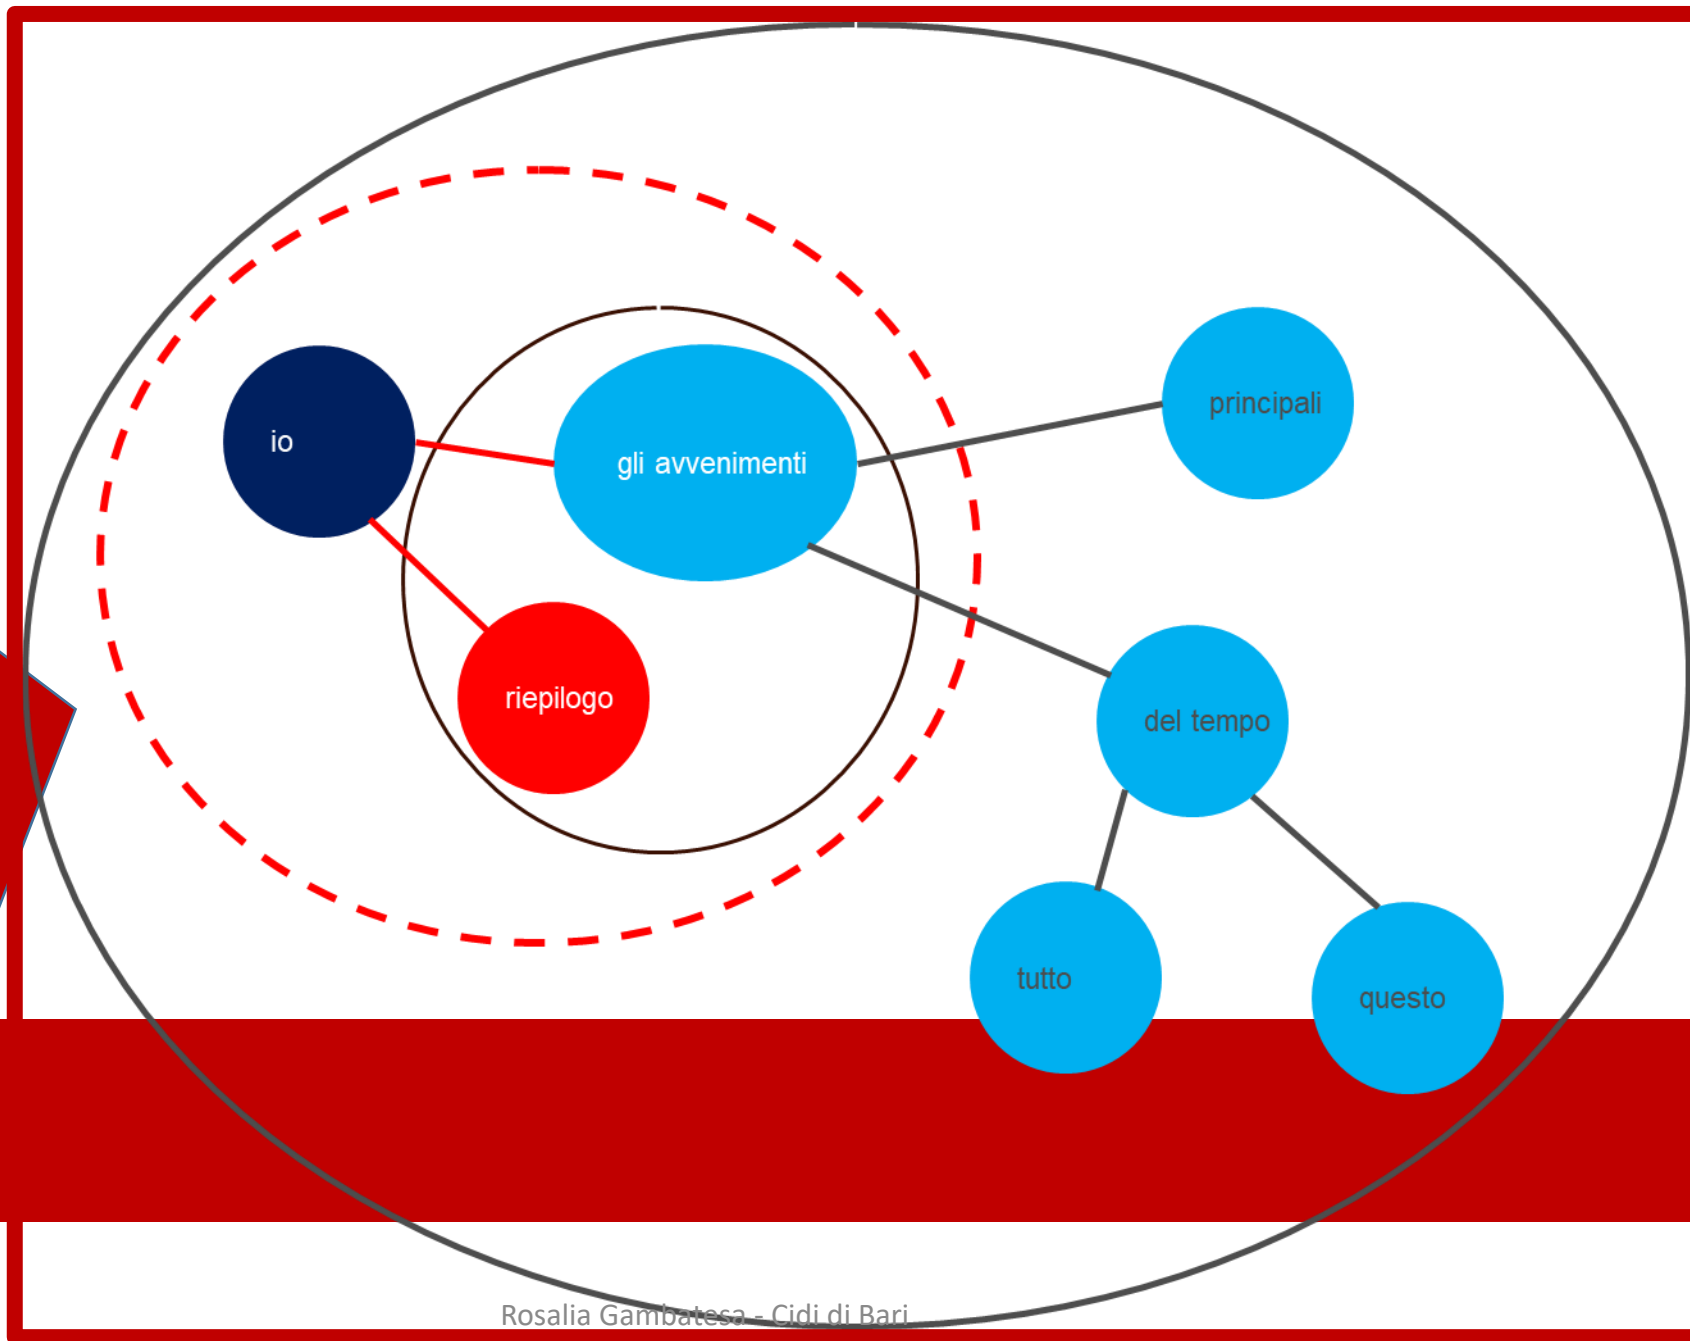 principali
io
gli avvenimenti
riepilogo
del tempo
tutto
questo
Rosalia Gambatesa - Cidi di Bari